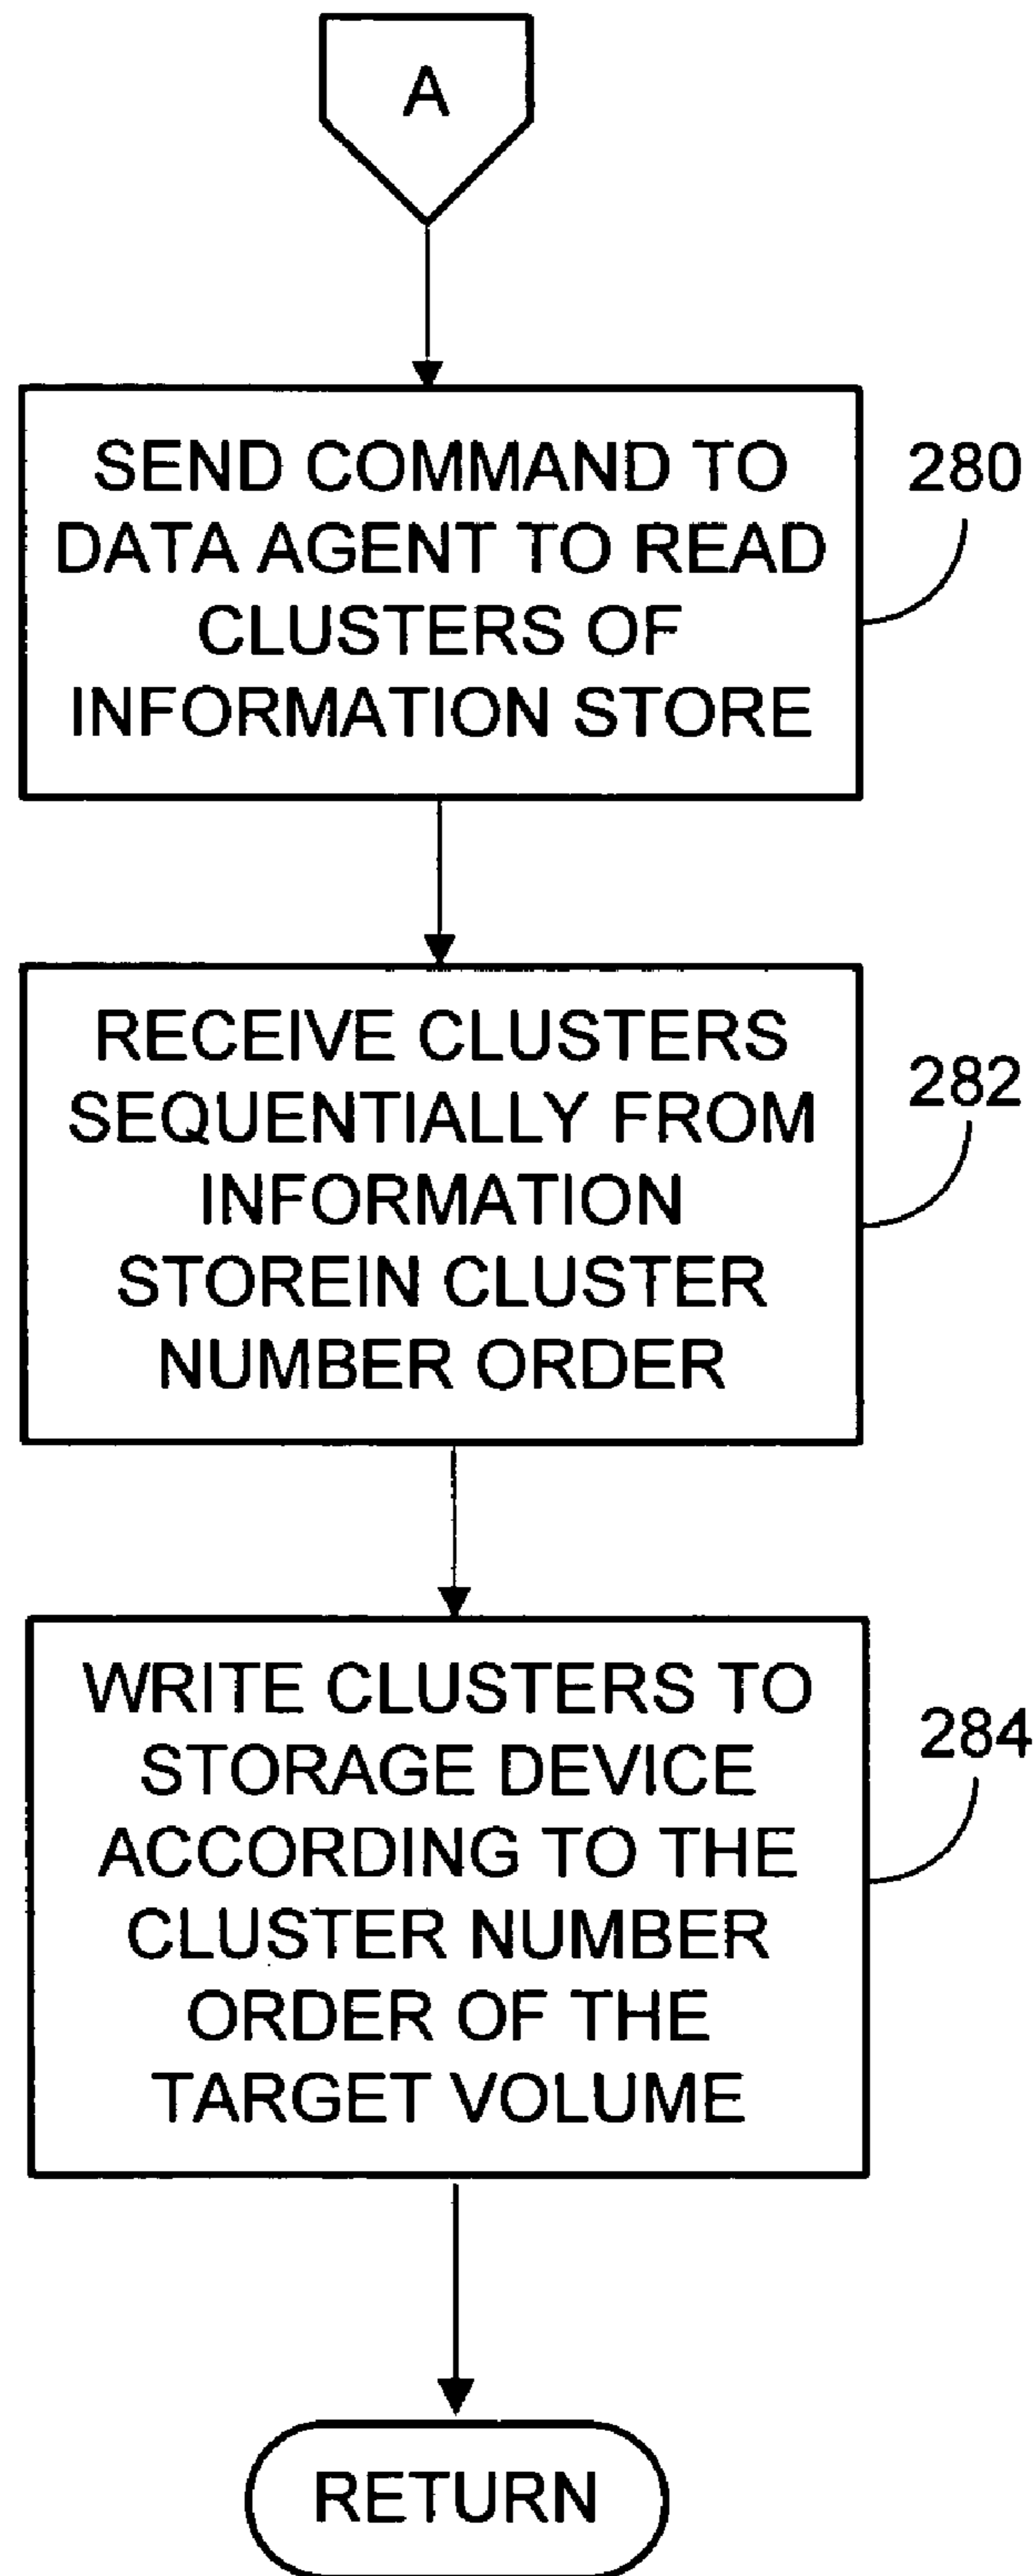 A
SEND COMMAND TO
DATA AGENT TO READ
CLUSTERS OF
INFORMATION STORE
280
RECEIVE CLUSTERS
SEQUENTIALLY FROM
INFORMATION
STOREIN CLUSTER
NUMBER ORDER
282
WRITE CLUSTERS TO
STORAGE DEVICE
ACCORDING TO THE
CLUSTER NUMBER
ORDER OF THE
TARGET VOLUME
284
RETURN